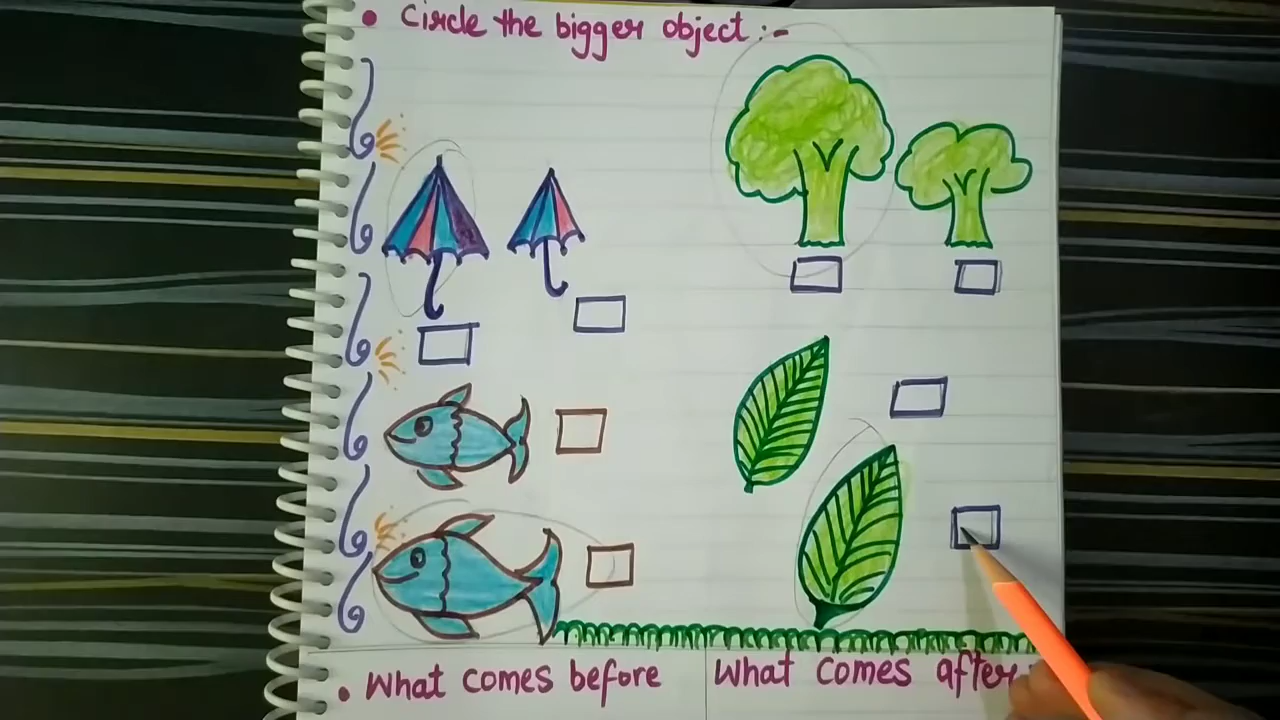 • Circle the bigger object :-
• What comes before
What comes after